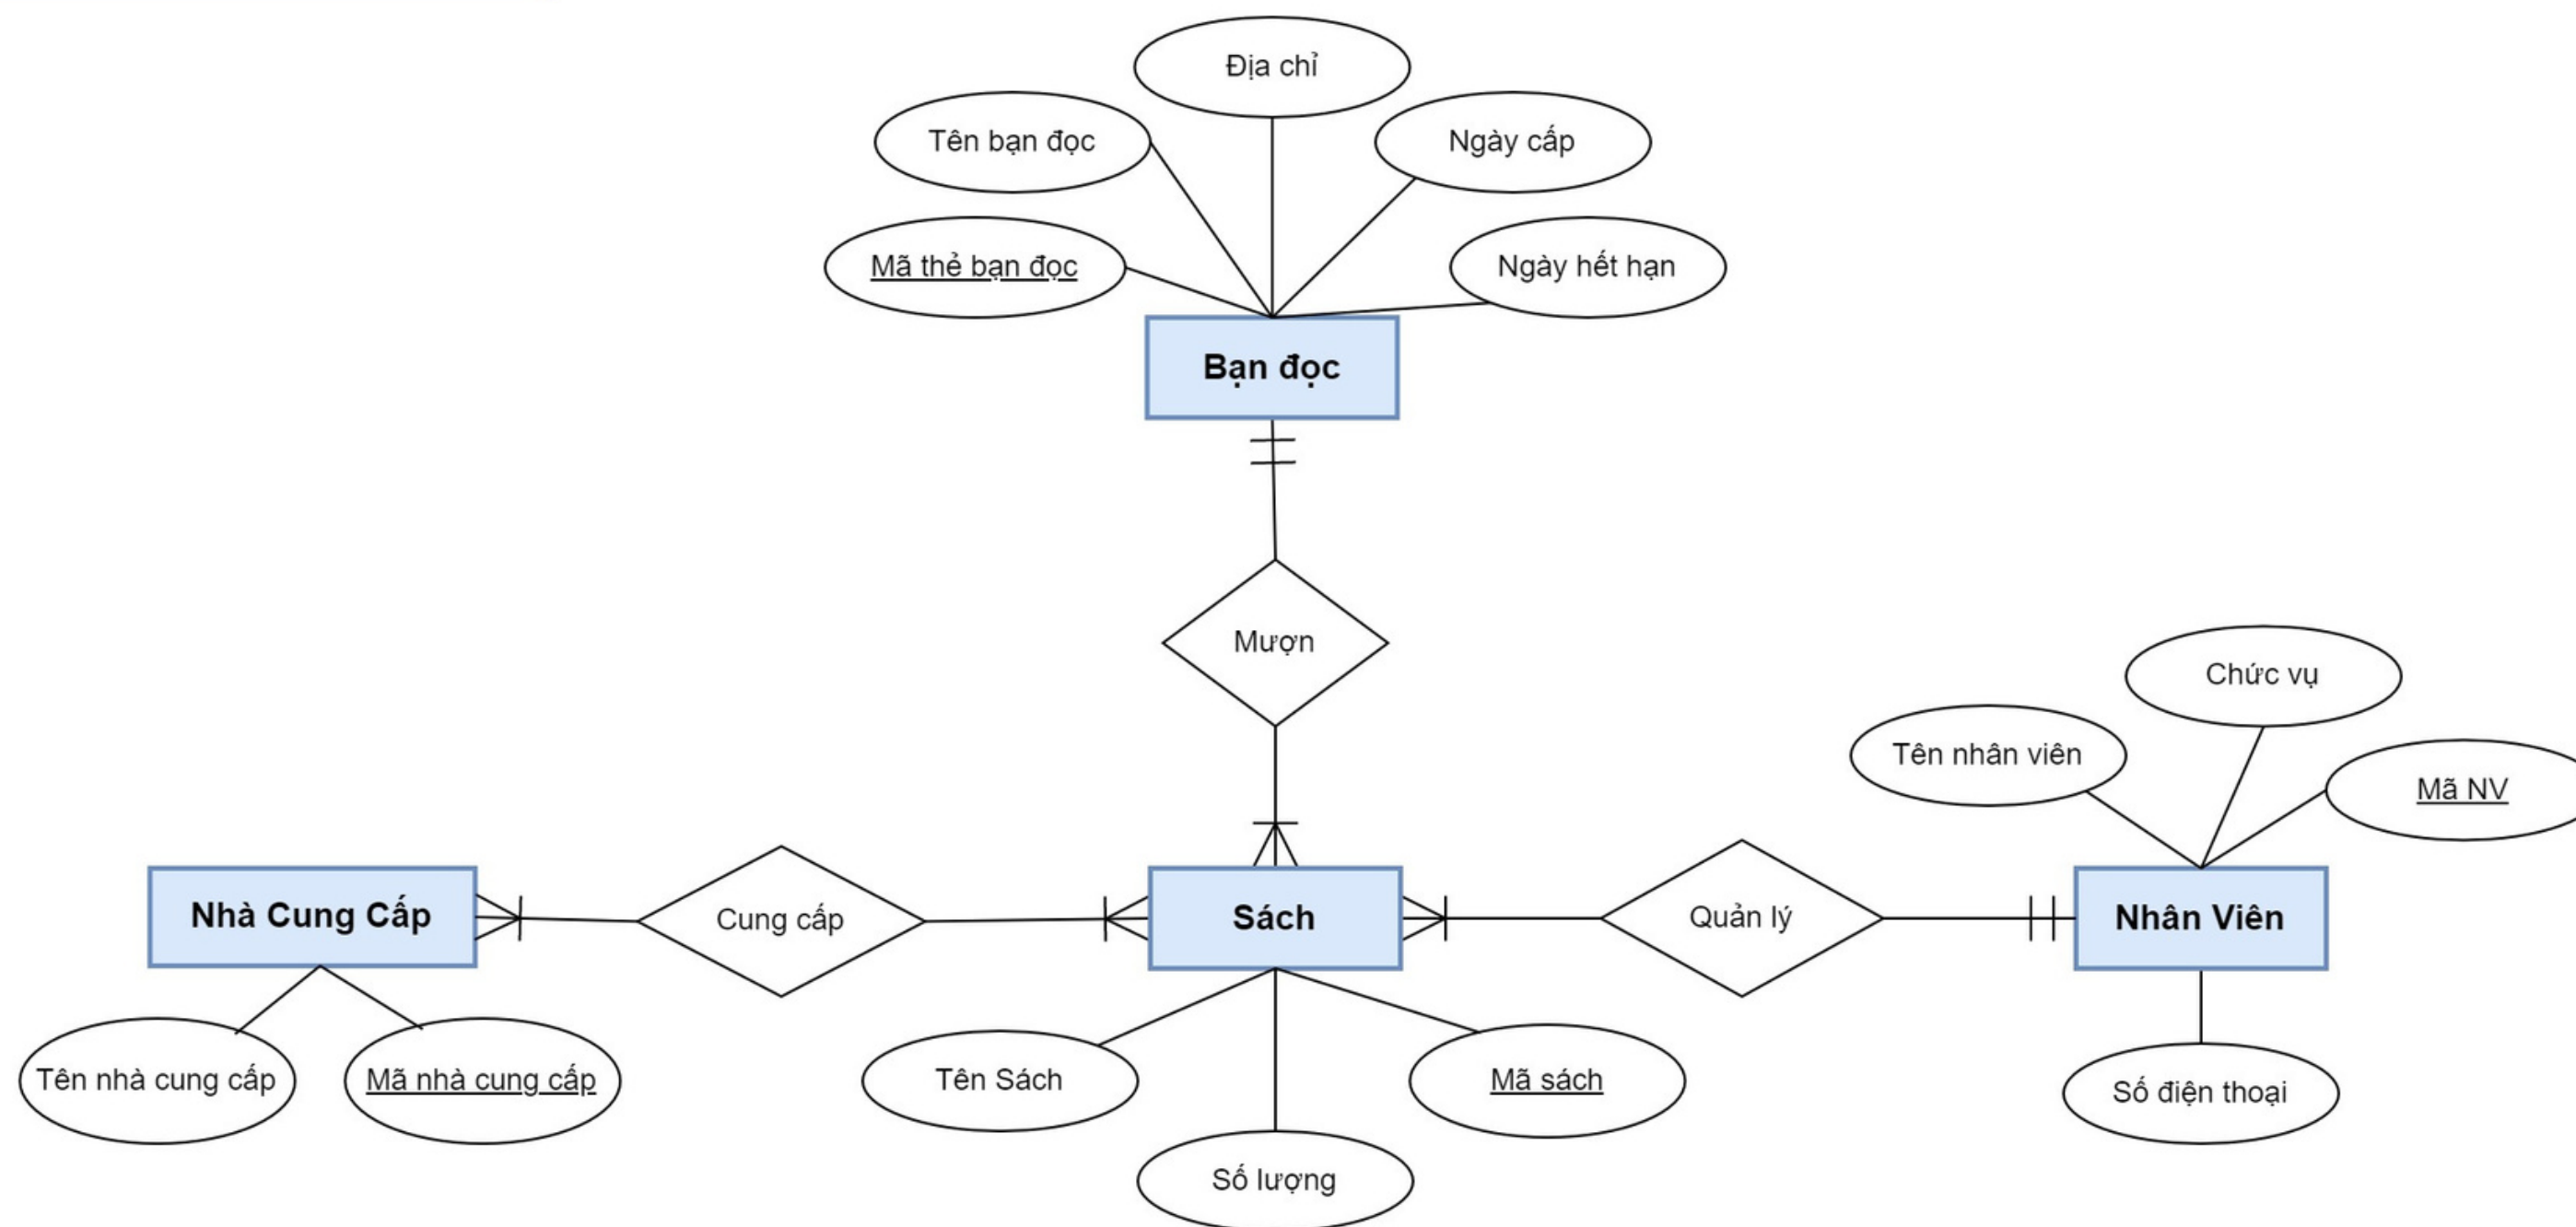 Địa chỉ
Tên bạn đọc
Ngày cấp
Mã thẻ bạn đọc
Ngày hết hạn
Bạn đọc
Mượn
Chức vụ
Tên nhân viên
Mã NV
Nhà Cung Cấp
Cung cấp
Sách
Quản lý
Nhân Viên
Tên nhà cung cấp
Mã nhà cung cấp
Tên Sách
Mã sách
Số điện thoại
Số lượng